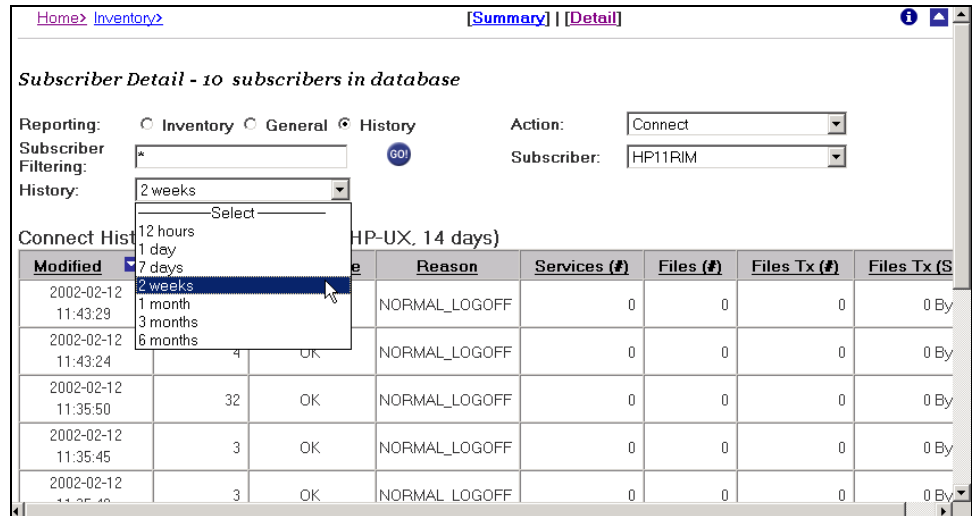 Home> Inventory> [Summary] | [Detail]
Subscriber Detail - 10 subscribers in database
Reporting: Inventory General History Action: Connect
Subscriber Filtering: * GO! Subscriber: HP11RIM
History: 2 weeks
Select
12 hours
1 day
7 days
2 weeks
1 month
3 months
6 months
Connect Hist HP-UX, 14 days)
Modified e Reason Services (#) Files (#) Files Tx (#) Files Tx (S
2002-02-12 11:43:29 NORMAL_LOGOFF 0 0 0 0 By
2002-02-12 11:43:24 4 OK NORMAL_LOGOFF 0 0 0 0 By
2002-02-12 11:35:50 32 OK NORMAL_LOGOFF 0 0 0 0 By
2002-02-12 11:35:45 3 OK NORMAL_LOGOFF 0 0 0 0 By
2002-02-12 3 OK NORMAL_LOGOFF 0 0 0 0 By